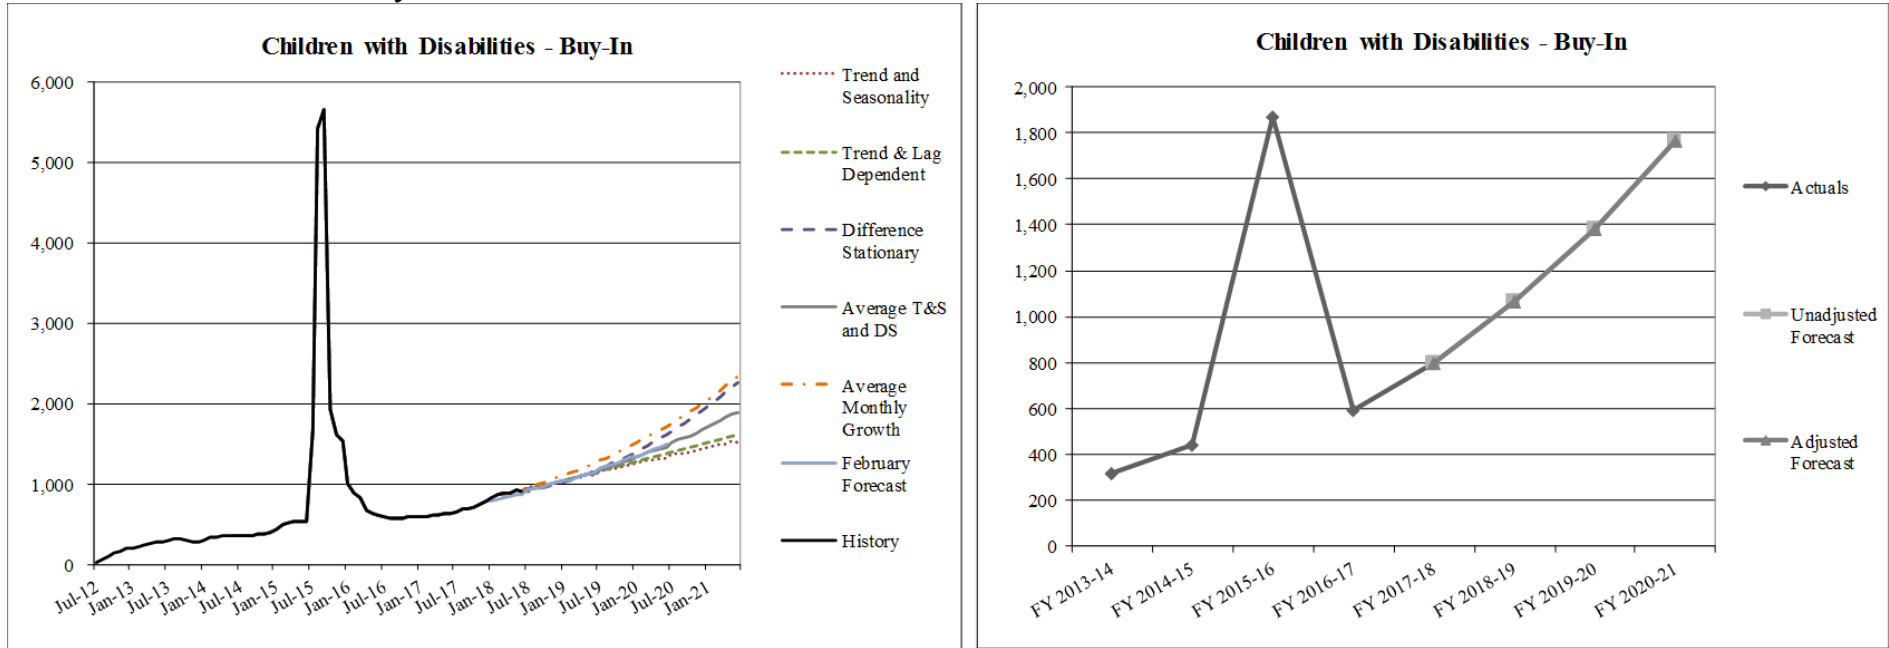 Children with Disabilities - Buy-In
6,000
5,000
4,000
3,000
2,000
1,000
0
Jul-12
Jan-13
Jul-13
Jan-14
Jul-14
Jan-15
Jul-15
Jan-16
Jul-16
Jan-17
Jul-17
Jan-18
Jul-18
Jan-19
Jul-19
Jan-20
Jul-20
Jan-21
Trend and
Seasonality
Trend & Lag
Dependent
Difference
Stationary
Average T&S
and DS
Average
Monthly
Growth
February
Forecast
History
Children with Disabilities - Buy-In
2,000
1,800
1,600
1,400
1,200
1,000
800
600
400
200
0
FY 2013-14
FY 2014-15
FY 2015-16
FY 2016-17
FY 2017-18
FY 2018-19
FY 2019-20
FY 2020-21
Actuals
Unadjusted
Forecast
Adjusted
Forecast